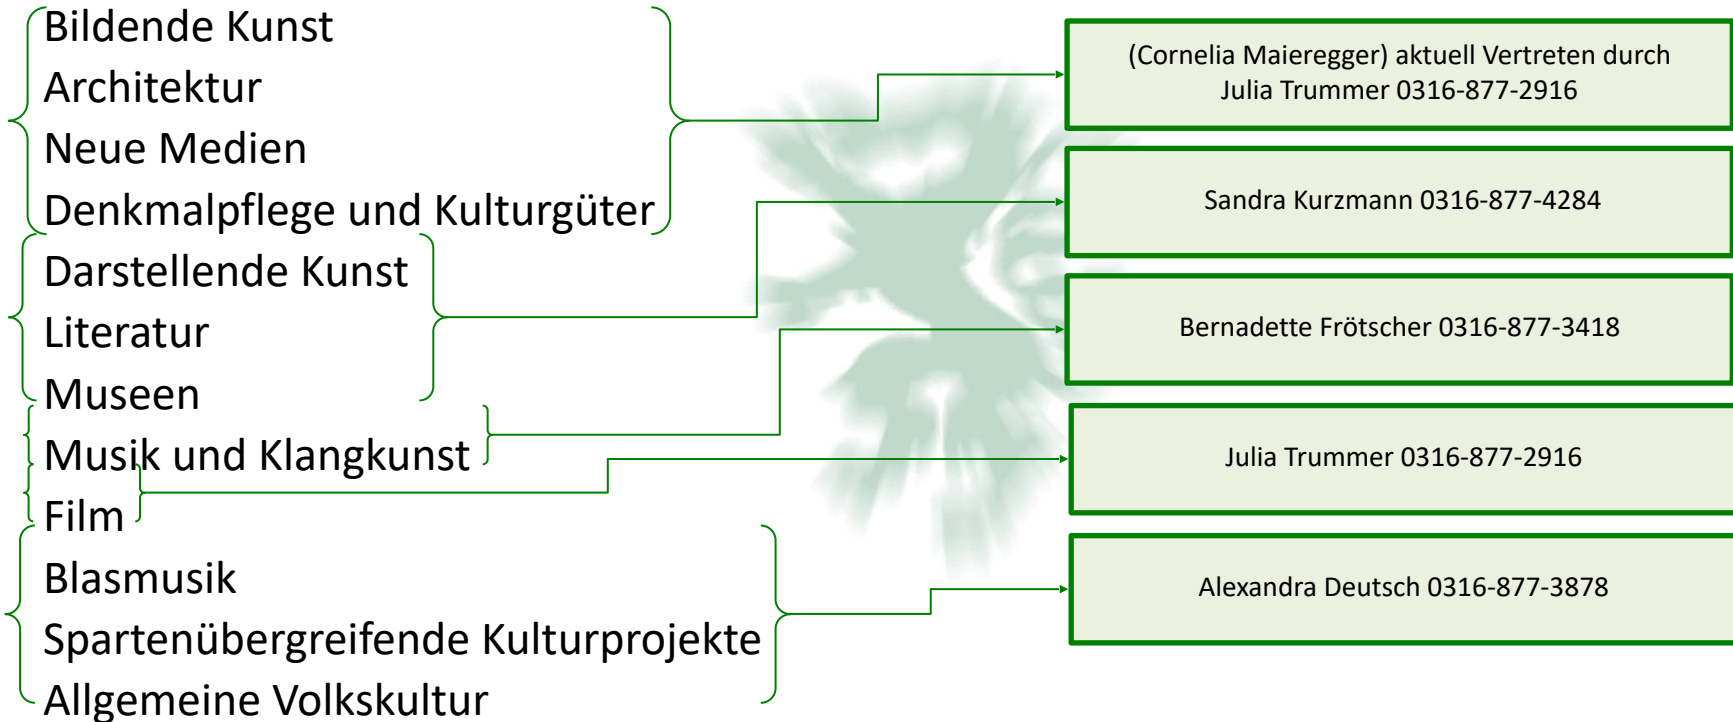 Bildende Kunst
Architektur
Neue Medien
Denkmalpflege und Kulturgüter
Darstellende Kunst
Literatur
Museen
Musik und Klangkunst
Film
Blasmusik
Spartenübergreifende Kulturprojekte
Allgemeine Volkskultur
(Cornelia Maieregger) aktuell Vertreten durch
Julia Trummer 0316-877-2916
Sandra Kurzmann 0316-877-4284
Bernadette Frötscher 0316-877-3418
Julia Trummer 0316-877-2916
Alexandra Deutsch 0316-877-3878